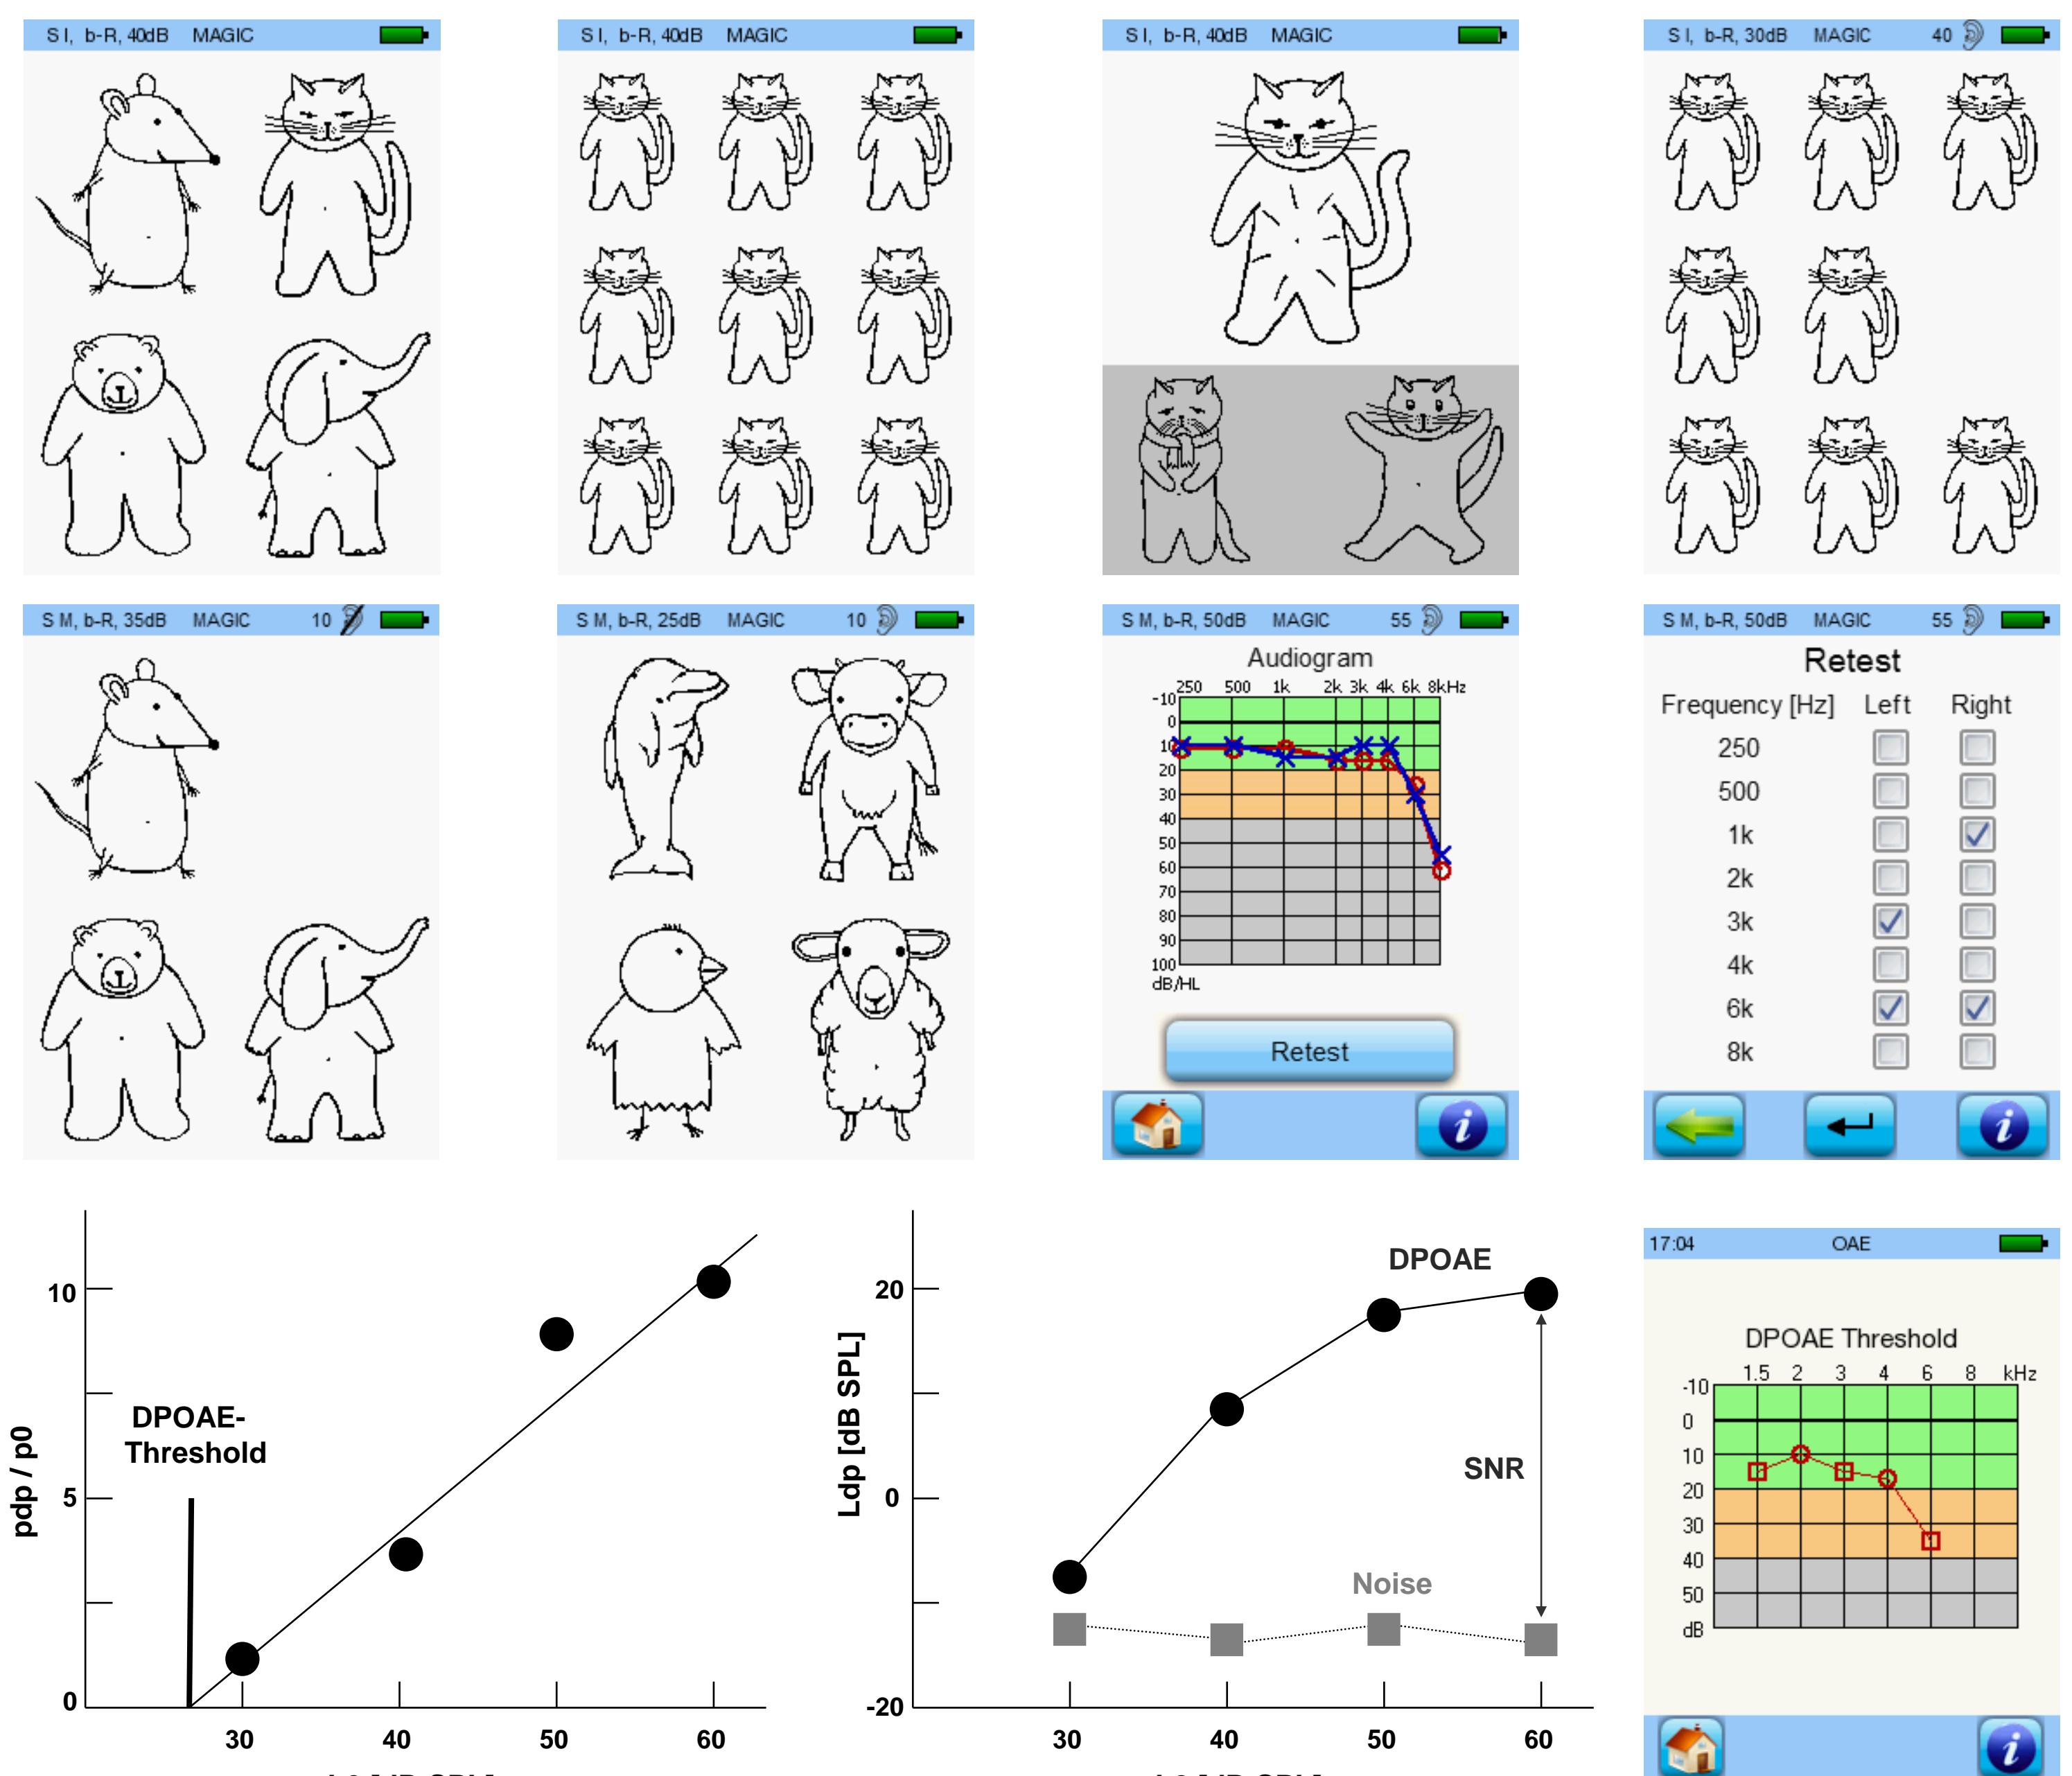 S I, b-R, 40dB MAGIC
S I, b-R, 40dB MAGIC
S I, b-R, 40dB MAGIC
S I, b-R, 30dB MAGIC 40
S M, b-R, 35dB MAGIC 10
S M, b-R, 25dB MAGIC 10
S M, b-R, 50dB MAGIC 55
Audiogram
250 500 1k 2k 3k 4k 6k 8kHz
-10
0
10
20
30
40
50
60
70
80
90
100
dB/HL
Retest
S M, b-R, 50dB MAGIC 55
Retest
Frequency [Hz] Left Right
250
500
1k
2k
3k
4k
6k
8k
pdp / p0
10
5
0
DPOAE-
Threshold
30 40 50 60
Ldp [dB SPL]
20
0
-20
DPOAE
SNR
Noise
30 40 50 60
17:04 OAE
DPOAE Threshold
1.5 2 3 4 6 8 kHz
-10
0
10
20
30
40
50
dB